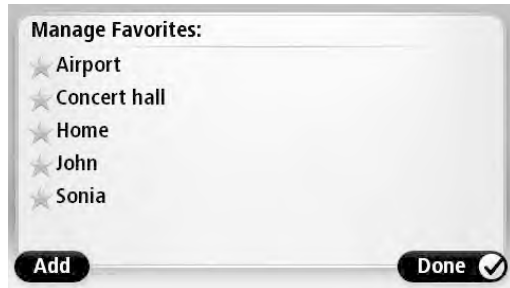 Manage Favorites:
Airport
Concert hall
Home
John
Sonia
Add
Done